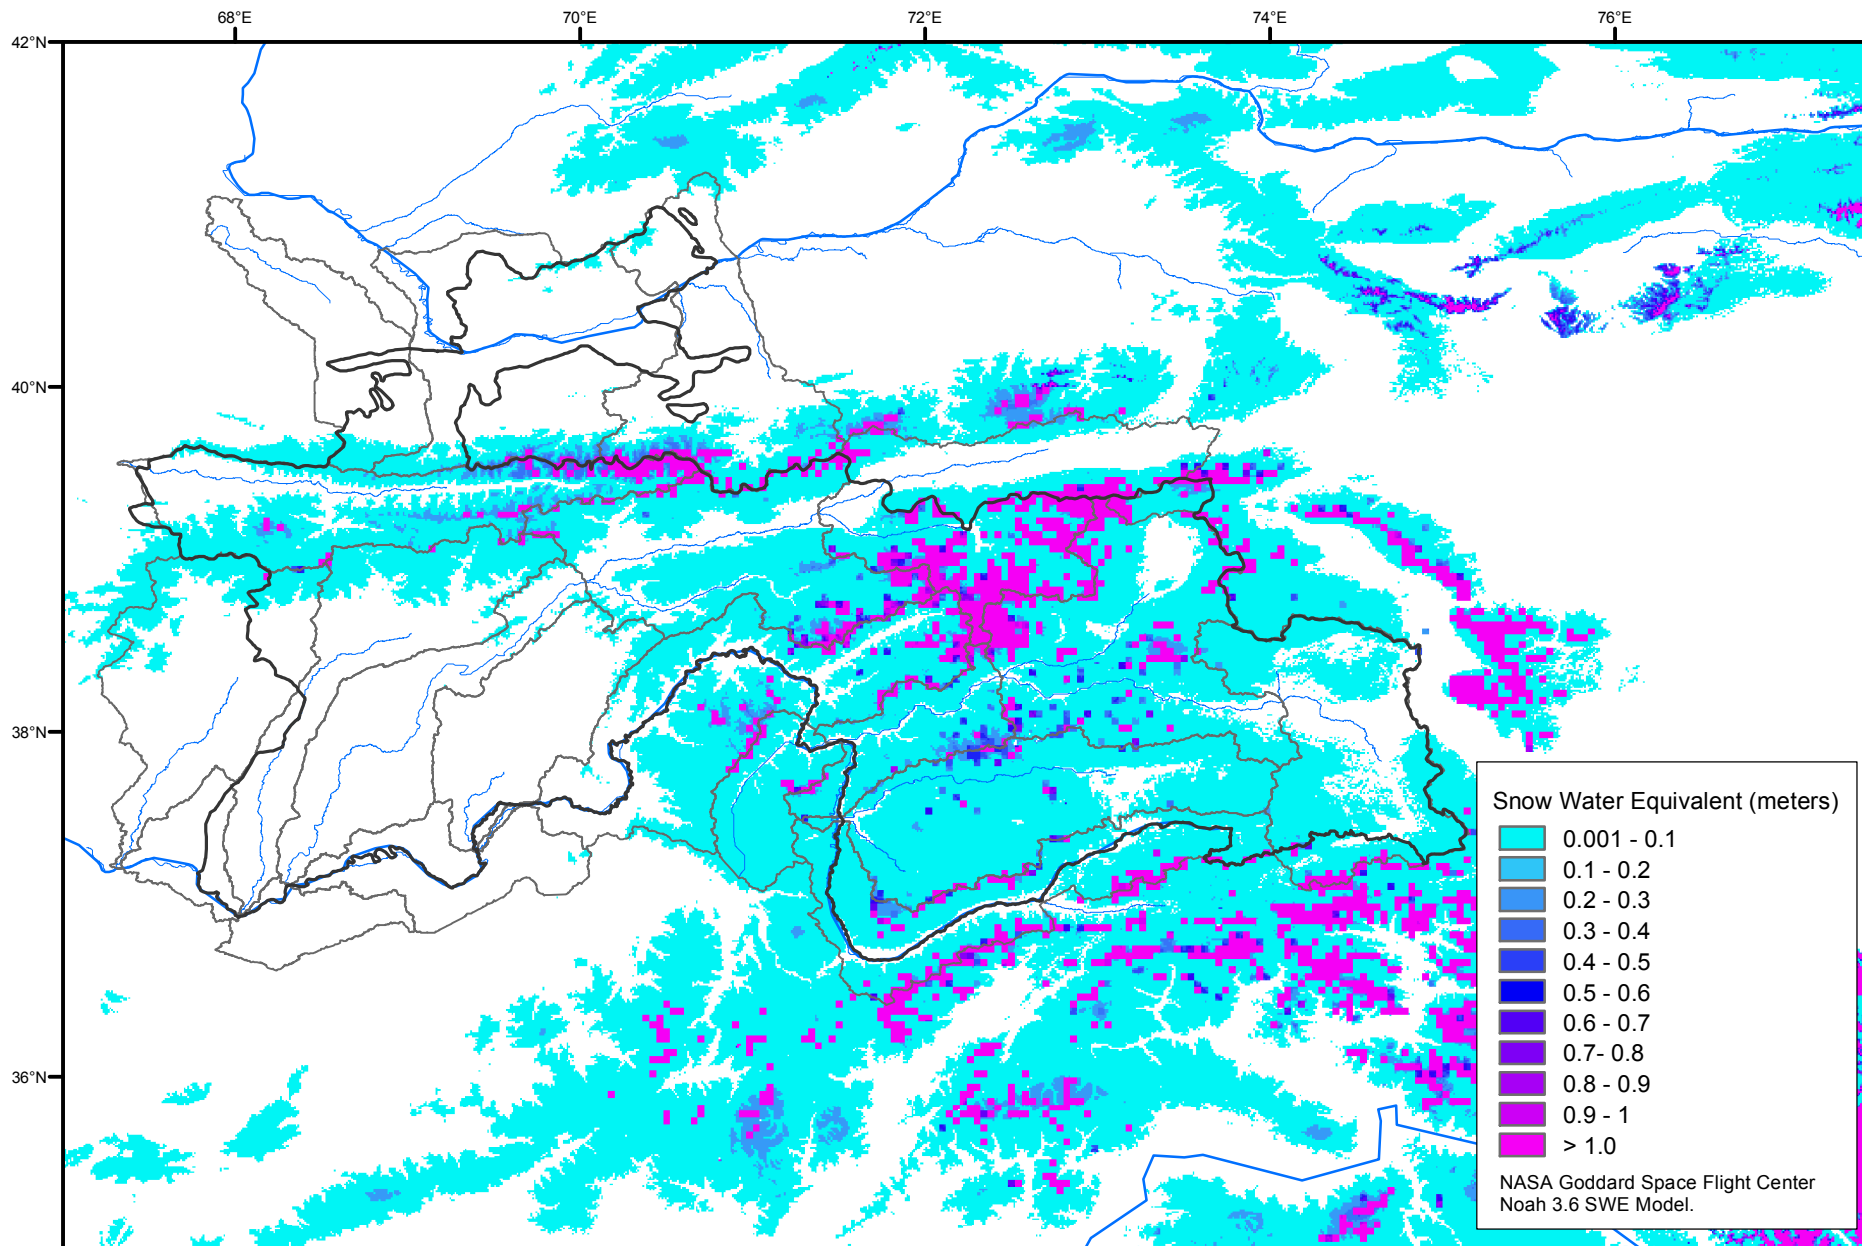 68°E 70°E 72°E 74°E 76°E
42°N
40°N
38°N
36°N
Snow Water Equivalent (meters)
0.001 - 0.1
0.1 - 0.2
0.2 - 0.3
0.3 - 0.4
0.4 - 0.5
0.5 - 0.6
0.6 - 0.7
0.7- 0.8
0.8 - 0.9
0.9 - 1
> 1.0
NASA Goddard Space Flight Center
Noah 3.6 SWE Model.